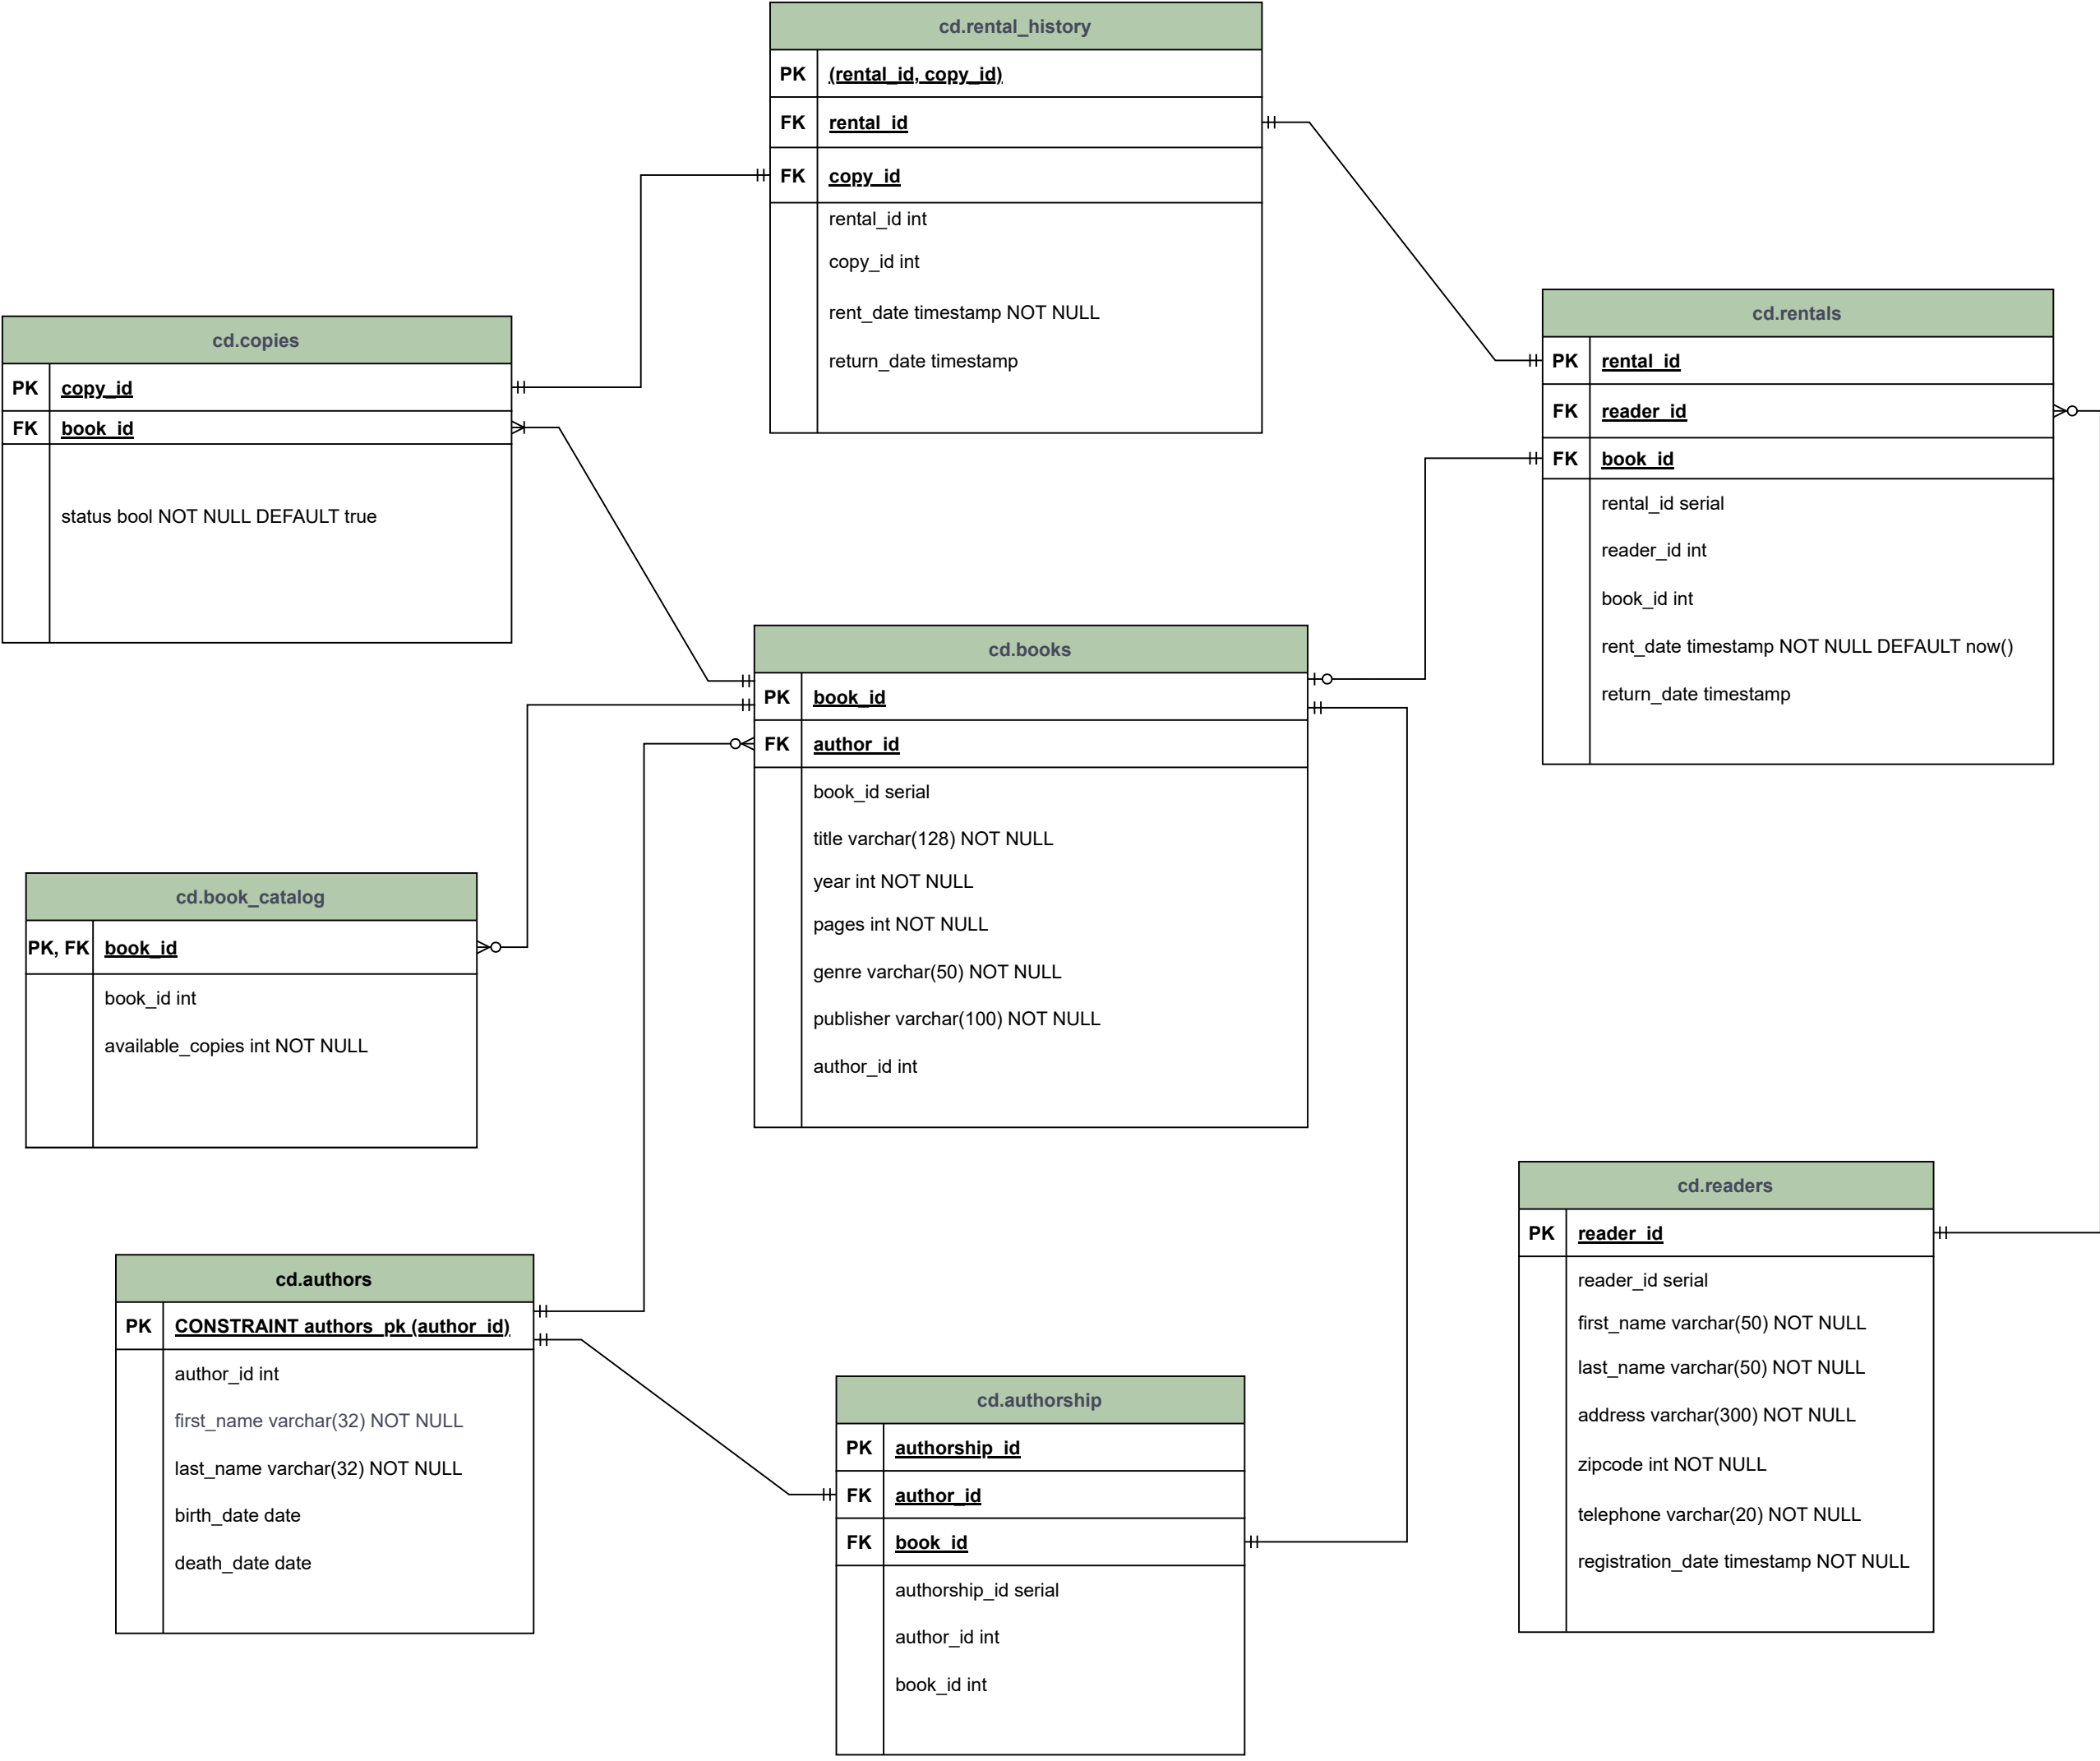 cd.rental_history
PK (rental_id, copy_id)
FK rental_id
FK copy_id
rental_id int
copy_id int
rent_date timestamp NOT NULL
return_date timestamp
cd.copies
PK copy_id
FK book_id
status bool NOT NULL DEFAULT true
cd.rentals
PK rental_id
FK reader_id
FK book_id
rental_id serial
reader_id int
book_id int
rent_date timestamp NOT NULL DEFAULT now()
return_date timestamp
cd.books
PK book_id
FK author_id
book_id serial
title varchar(128) NOT NULL
year int NOT NULL
pages int NOT NULL
genre varchar(50) NOT NULL
publisher varchar(100) NOT NULL
author_id int
cd.book_catalog
PK, FK book_id
book_id int
available_copies int NOT NULL
cd.authors
PK CONSTRAINT authors_pk (author_id)
author_id int
first_name varchar(32) NOT NULL
last_name varchar(32) NOT NULL
birth_date date
death_date date
cd.authorship
PK authorship_id
FK author_id
FK book_id
authorship_id serial
author_id int
book_id int
cd.readers
PK reader_id
reader_id serial
first_name varchar(50) NOT NULL
last_name varchar(50) NOT NULL
address varchar(300) NOT NULL
zipcode int NOT NULL
telephone varchar(20) NOT NULL
registration_date timestamp NOT NULL